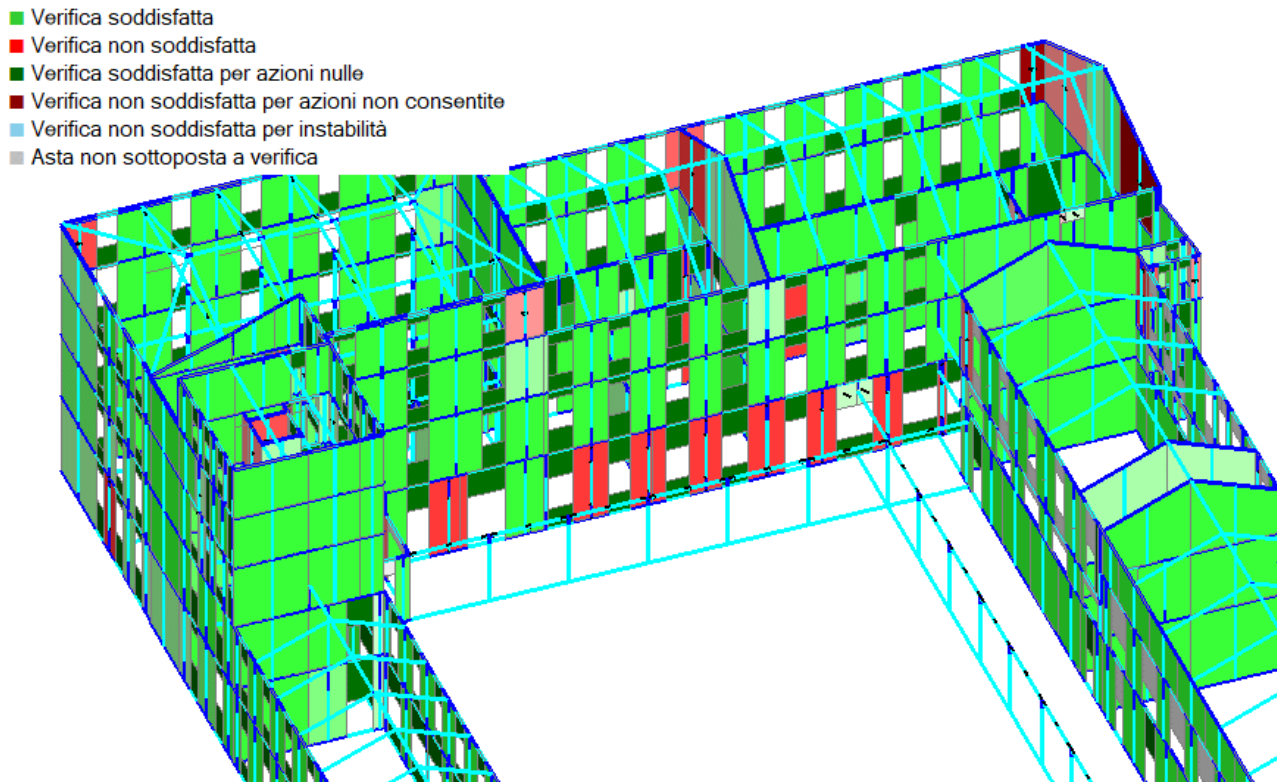 Verifica soddisfatta
Verifica non soddisfatta
Verifica soddisfatta per azioni nulle
Verifica non soddisfatta per azioni non consentite
Verifica non soddisfatta per instabilità
Asta non sottoposta a verifica